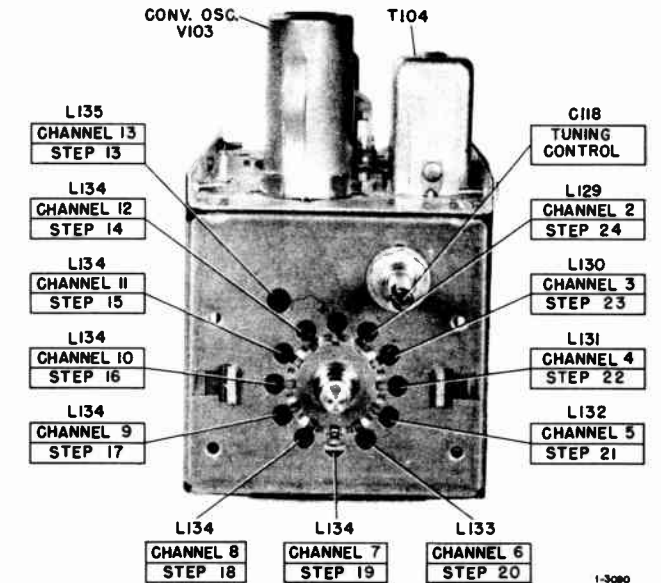 CONV. OSC.
V103
T104
L135
CHANNEL 13
STEP 13
L134
CHANNEL 12
STEP 14
L134
CHANNEL 11
STEP 15
L134
CHANNEL 10
STEP 16
L134
CHANNEL 9
STEP 17
C118
TUNING
CONTROL
L129
CHANNEL 2
STEP 24
L130
CHANNEL 3
STEP 23
L131
CHANNEL 4
STEP 22
L132
CHANNEL 5
STEP 21
L134
CHANNEL 8
STEP 18
L134
CHANNEL 7
STEP 19
L133
CHANNEL 6
STEP 20
1-3080